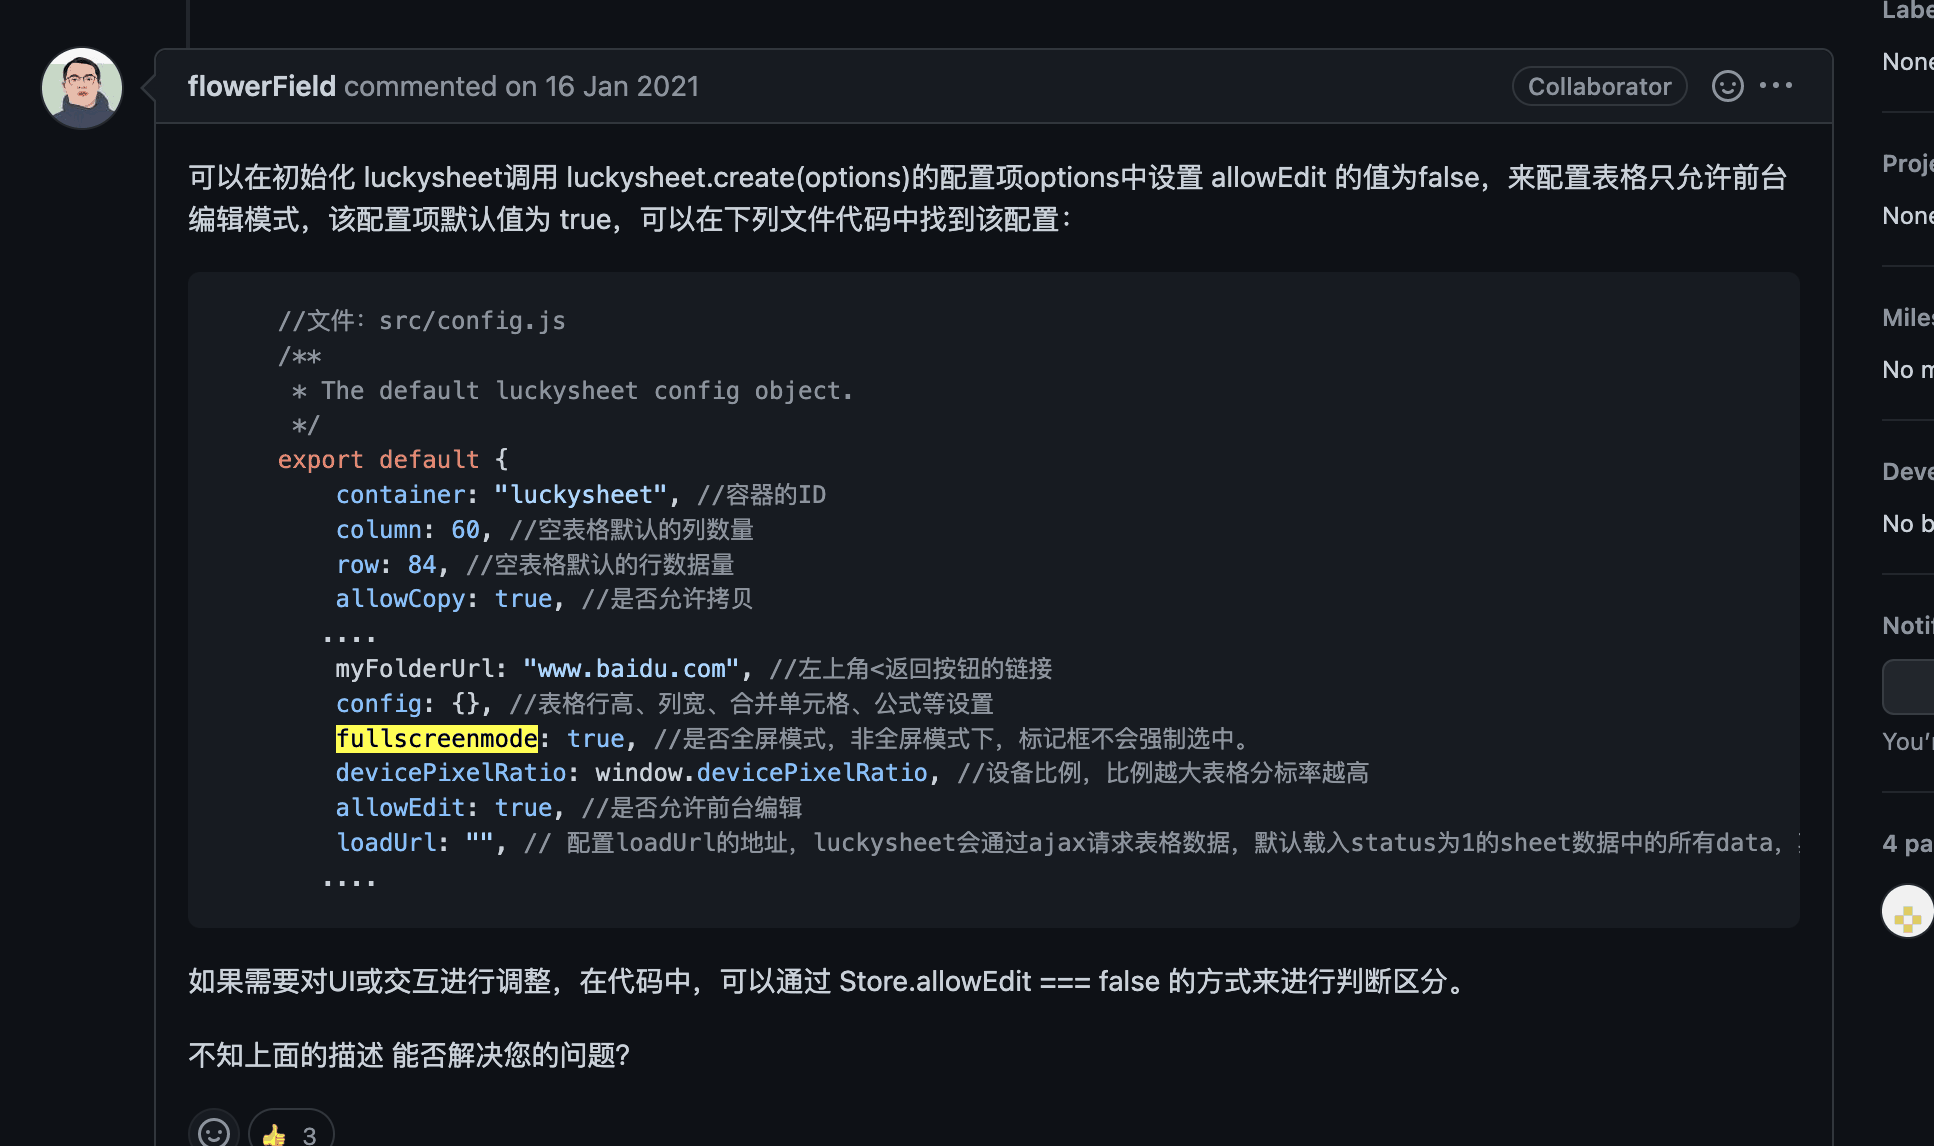 Labe
flowerField commented on 16 Jan 2021
Collaborator
None
可以在初始化 luckysheet调用 luckysheet.create(options)的配置项options中设置 allowEdit 的值为false，来配置表格只允许前台
编辑模式，该配置项默认值为 true，可以在下列文件代码中找到该配置：
//文件：src/config.js
/**
 * The default luckysheet config object.
 */
export default {
    container: "luckysheet", //容器的ID
    column: 60, //空表格默认的列数量
    row: 84, //空表格默认的行数据量
    allowCopy: true, //是否允许拷贝
   ....
    myFolderUrl: "www.baidu.com", //左上角<返回按钮的链接
    config: {}, //表格行高、列宽、合并单元格、公式等设置
    fullscreenmode: true, //是否全屏模式，非全屏模式下，标记框不会强制选中。
    devicePixelRatio: window.devicePixelRatio, //设备比例，比例越大表格分标率越高
    allowEdit: true, //是否允许前台编辑
    loadUrl: "", // 配置loadUrl的地址，luckysheet会通过ajax请求表格数据，默认载入status为1的sheet数据中的所有data，
   ....
如果需要对UI或交互进行调整，在代码中，可以通过 Store.allowEdit === false 的方式来进行判断区分。
不知上面的描述 能否解决您的问题?
👍 3
Proje
None
Miles
No m
Deve
No b
Notif
You'r
4 pa